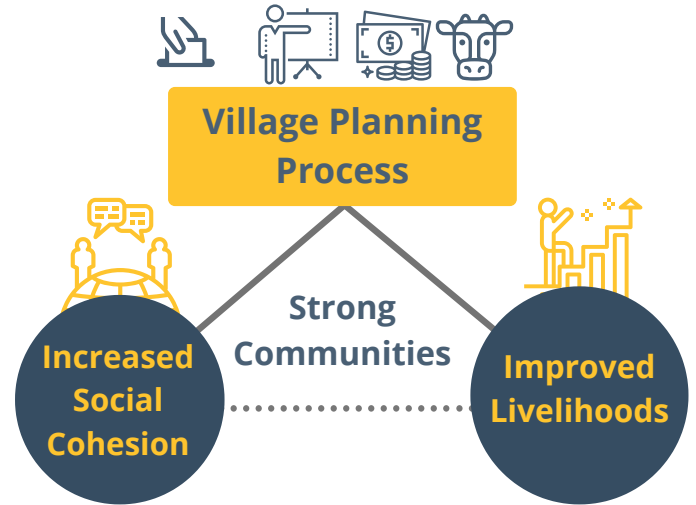 Village Planning
Process
Strong
Communities
Increased
Social
Cohesion
Improved
Livelihoods